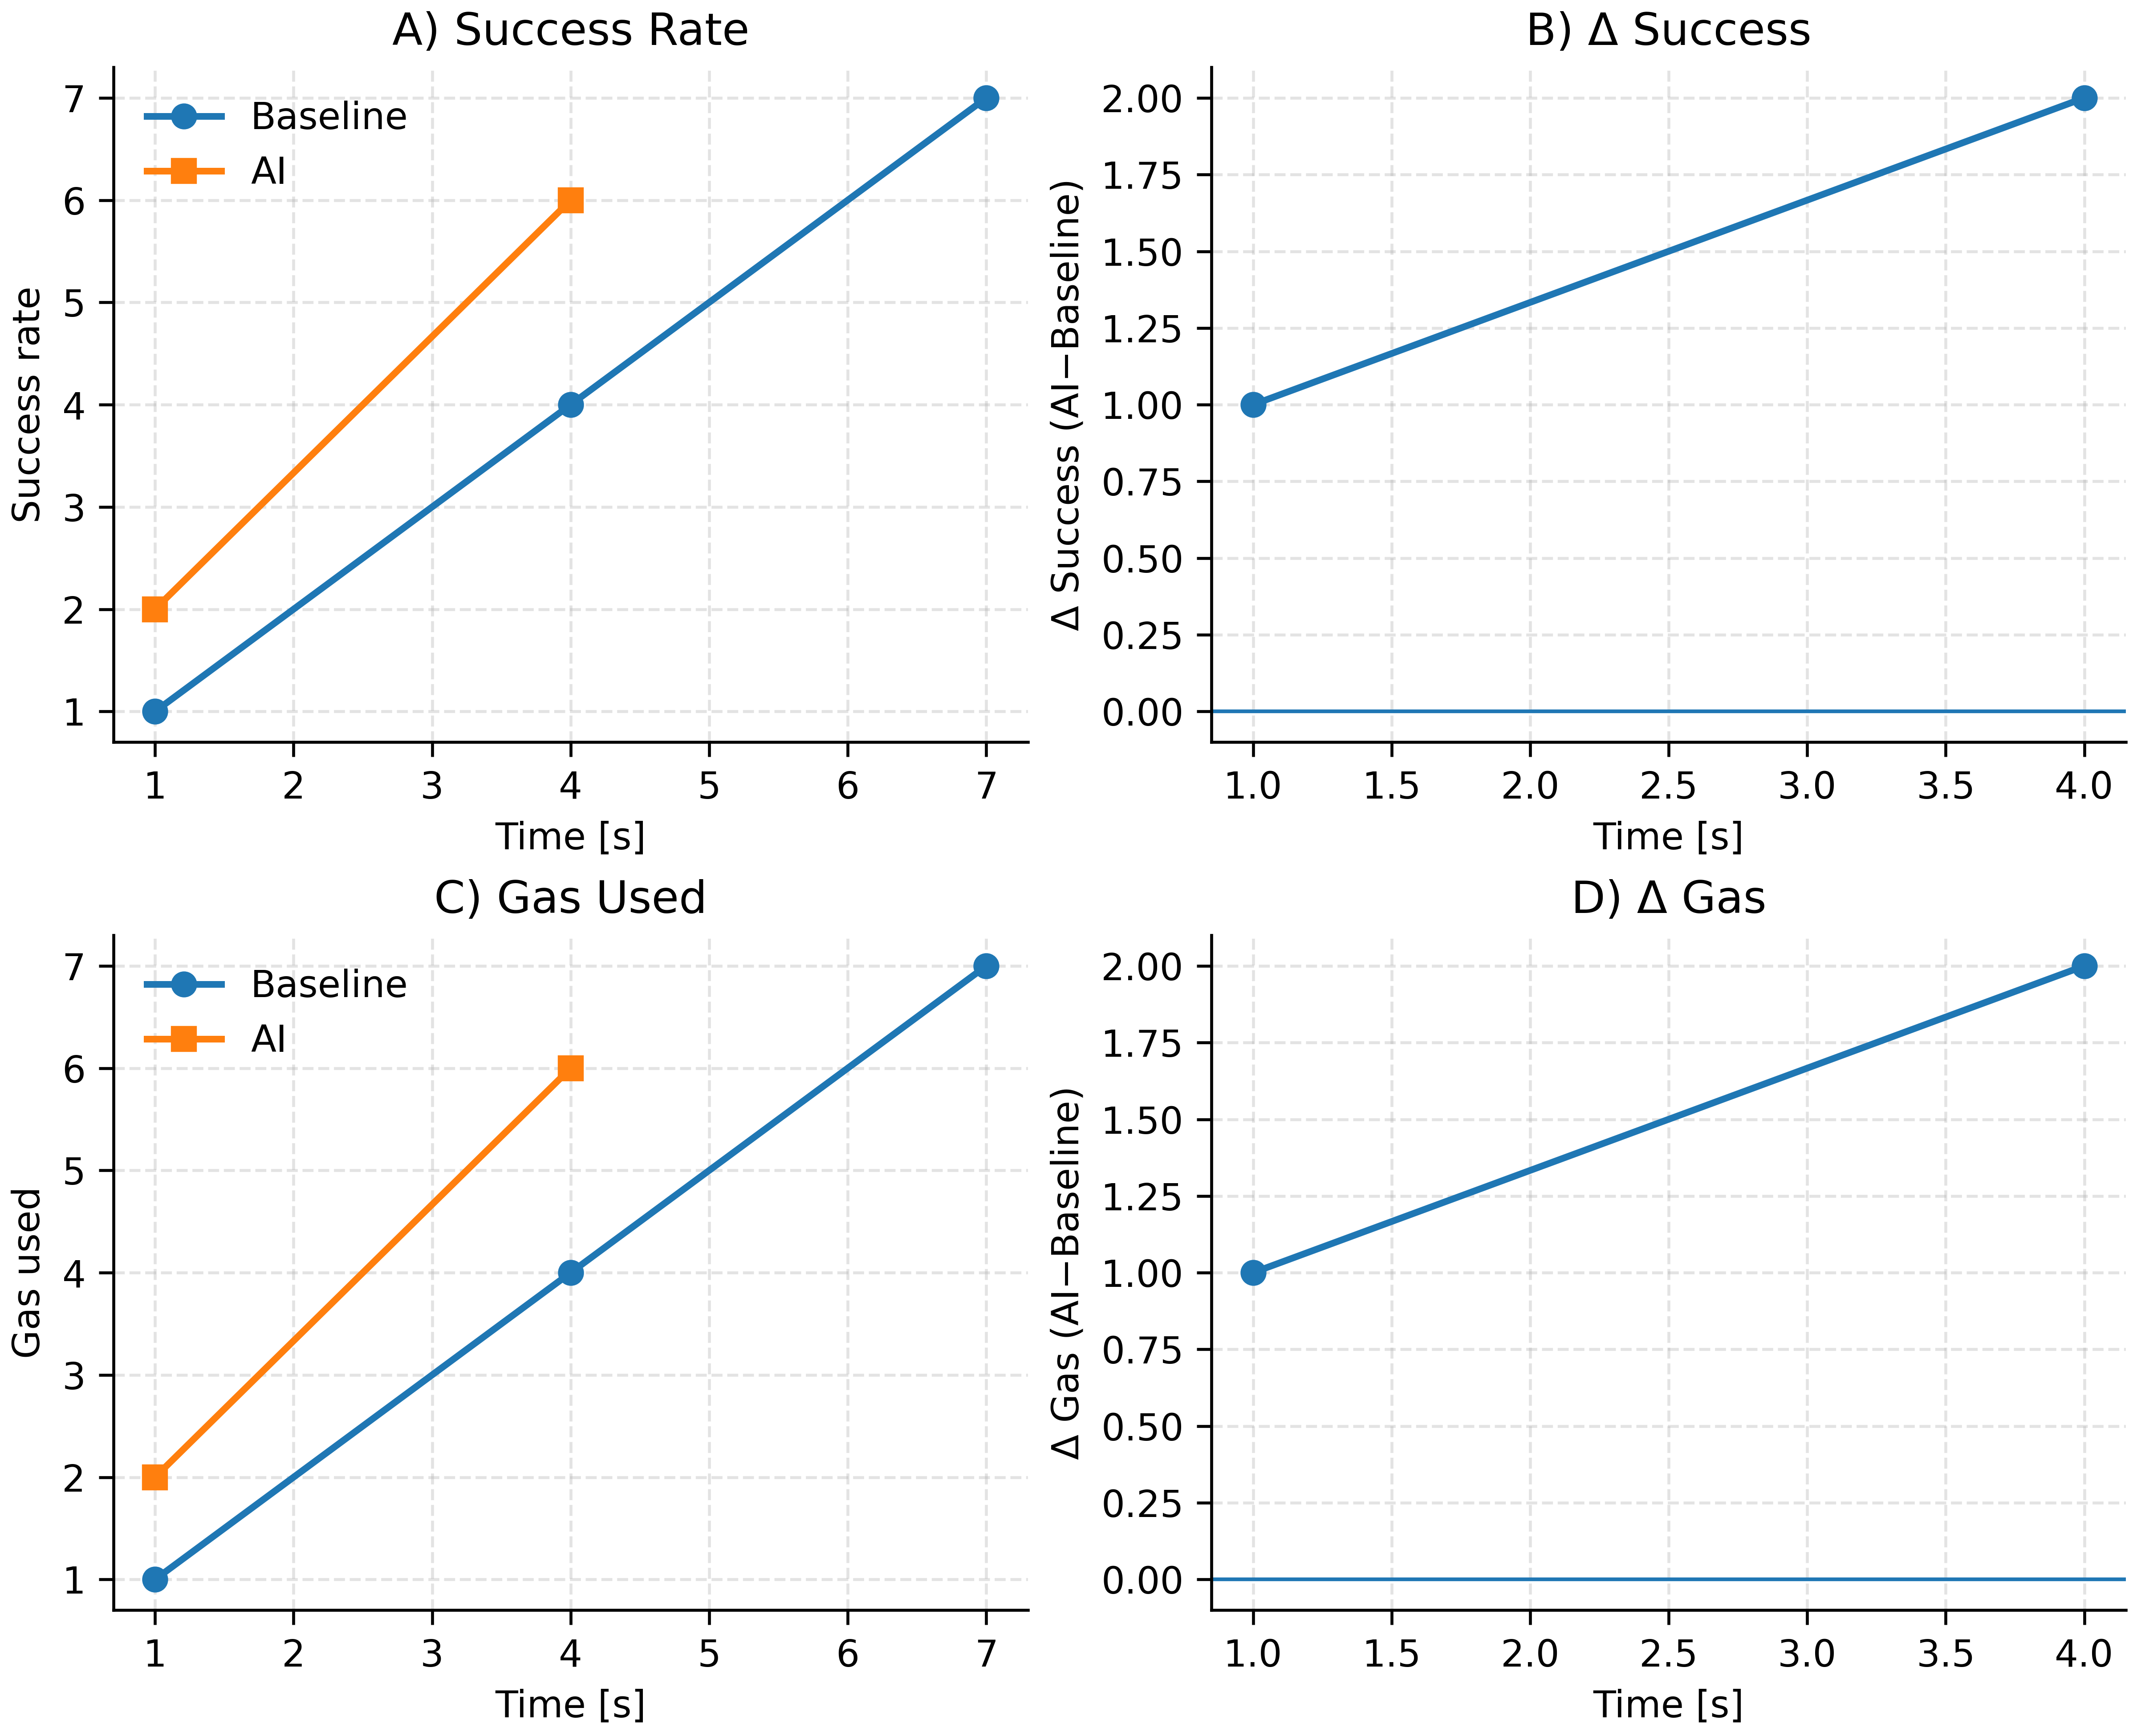 A) Success Rate
Success rate
7
6
5
4
3
2
1
Baseline
AI
1 2 3 4 5 6 7
Time [s]
B) Δ Success
Δ Success (AI−Baseline)
2.00
1.75
1.50
1.25
1.00
0.75
0.50
0.25
0.00
1.0 1.5 2.0 2.5 3.0 3.5 4.0
Time [s]
C) Gas Used
Gas used
7
6
5
4
3
2
1
Baseline
AI
1 2 3 4 5 6 7
Time [s]
D) Δ Gas
Δ Gas (AI−Baseline)
2.00
1.75
1.50
1.25
1.00
0.75
0.50
0.25
0.00
1.0 1.5 2.0 2.5 3.0 3.5 4.0
Time [s]